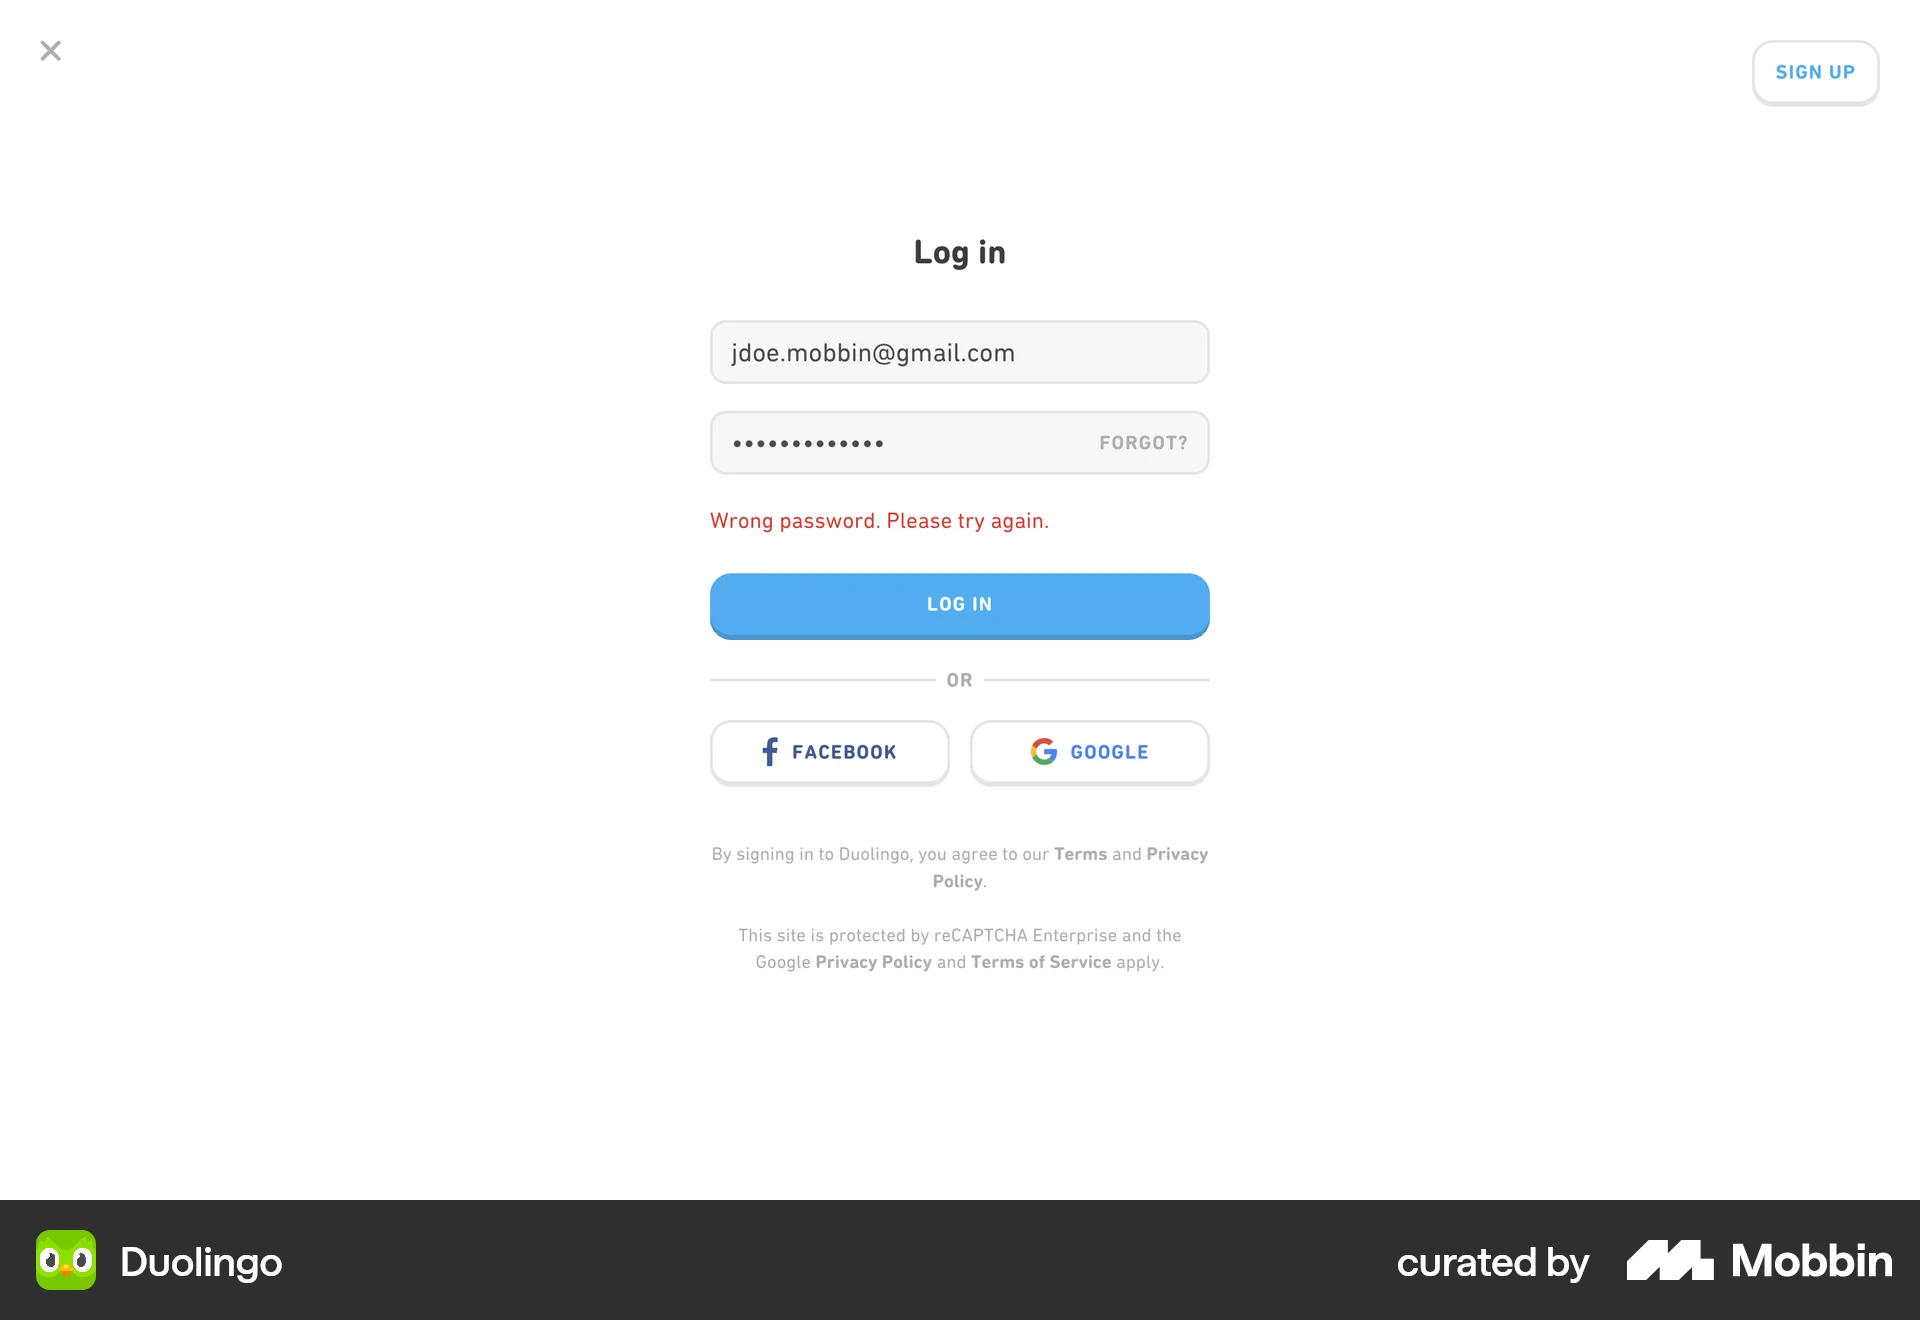 SIGN UP
Log in
jdoe.mobbin@gmail.com
•••••••••••••
FORGOT?
Wrong password. Please try again.
LOG IN
OR
FACEBOOK
GOOGLE
By signing in to Duolingo, you agree to our Terms and Privacy
Policy.
This site is protected by reCAPTCHA Enterprise and the
Google Privacy Policy and Terms of Service apply.
Duolingo
curated by
Mobbin